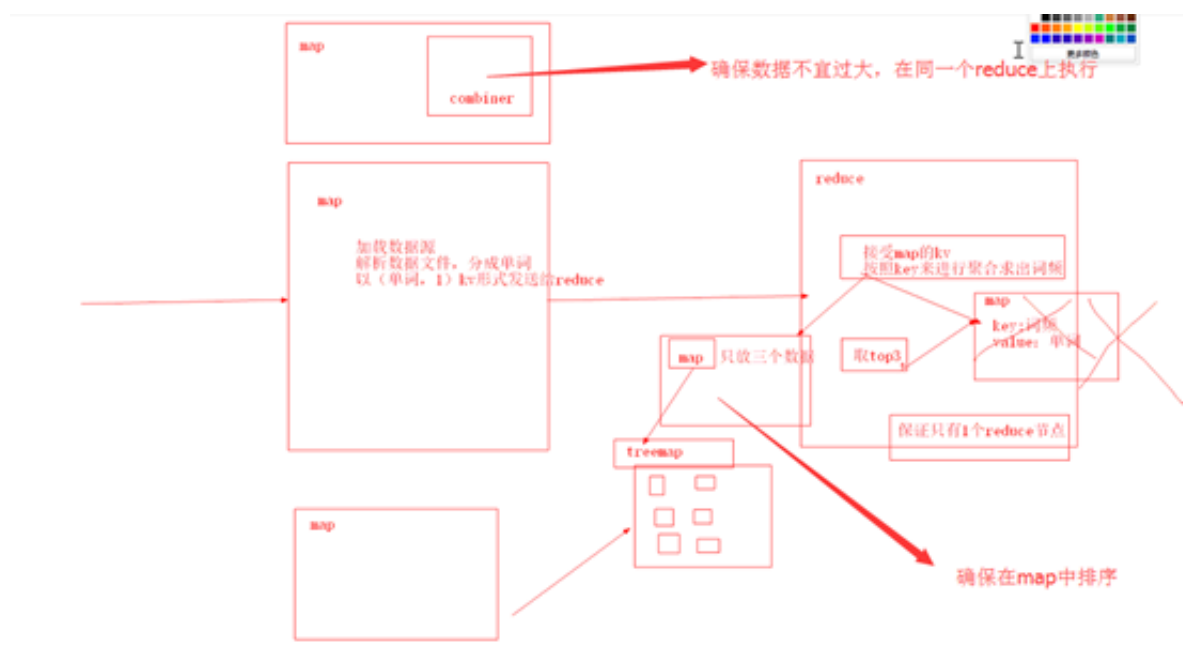 更多颜色
map
combiner
确保数据不宜过大，在同一个reduce上执行
map
加载数据源
解析数据文件，分成单词
以（单词，1）kv形式发送给reduce
reduce
接受map的kv
按照key来进行聚合求出词频
map
key:词频
value：单词
map 只放三个数据
取top3
保证只有1个reduce节点
treemap
map
确保在map中排序